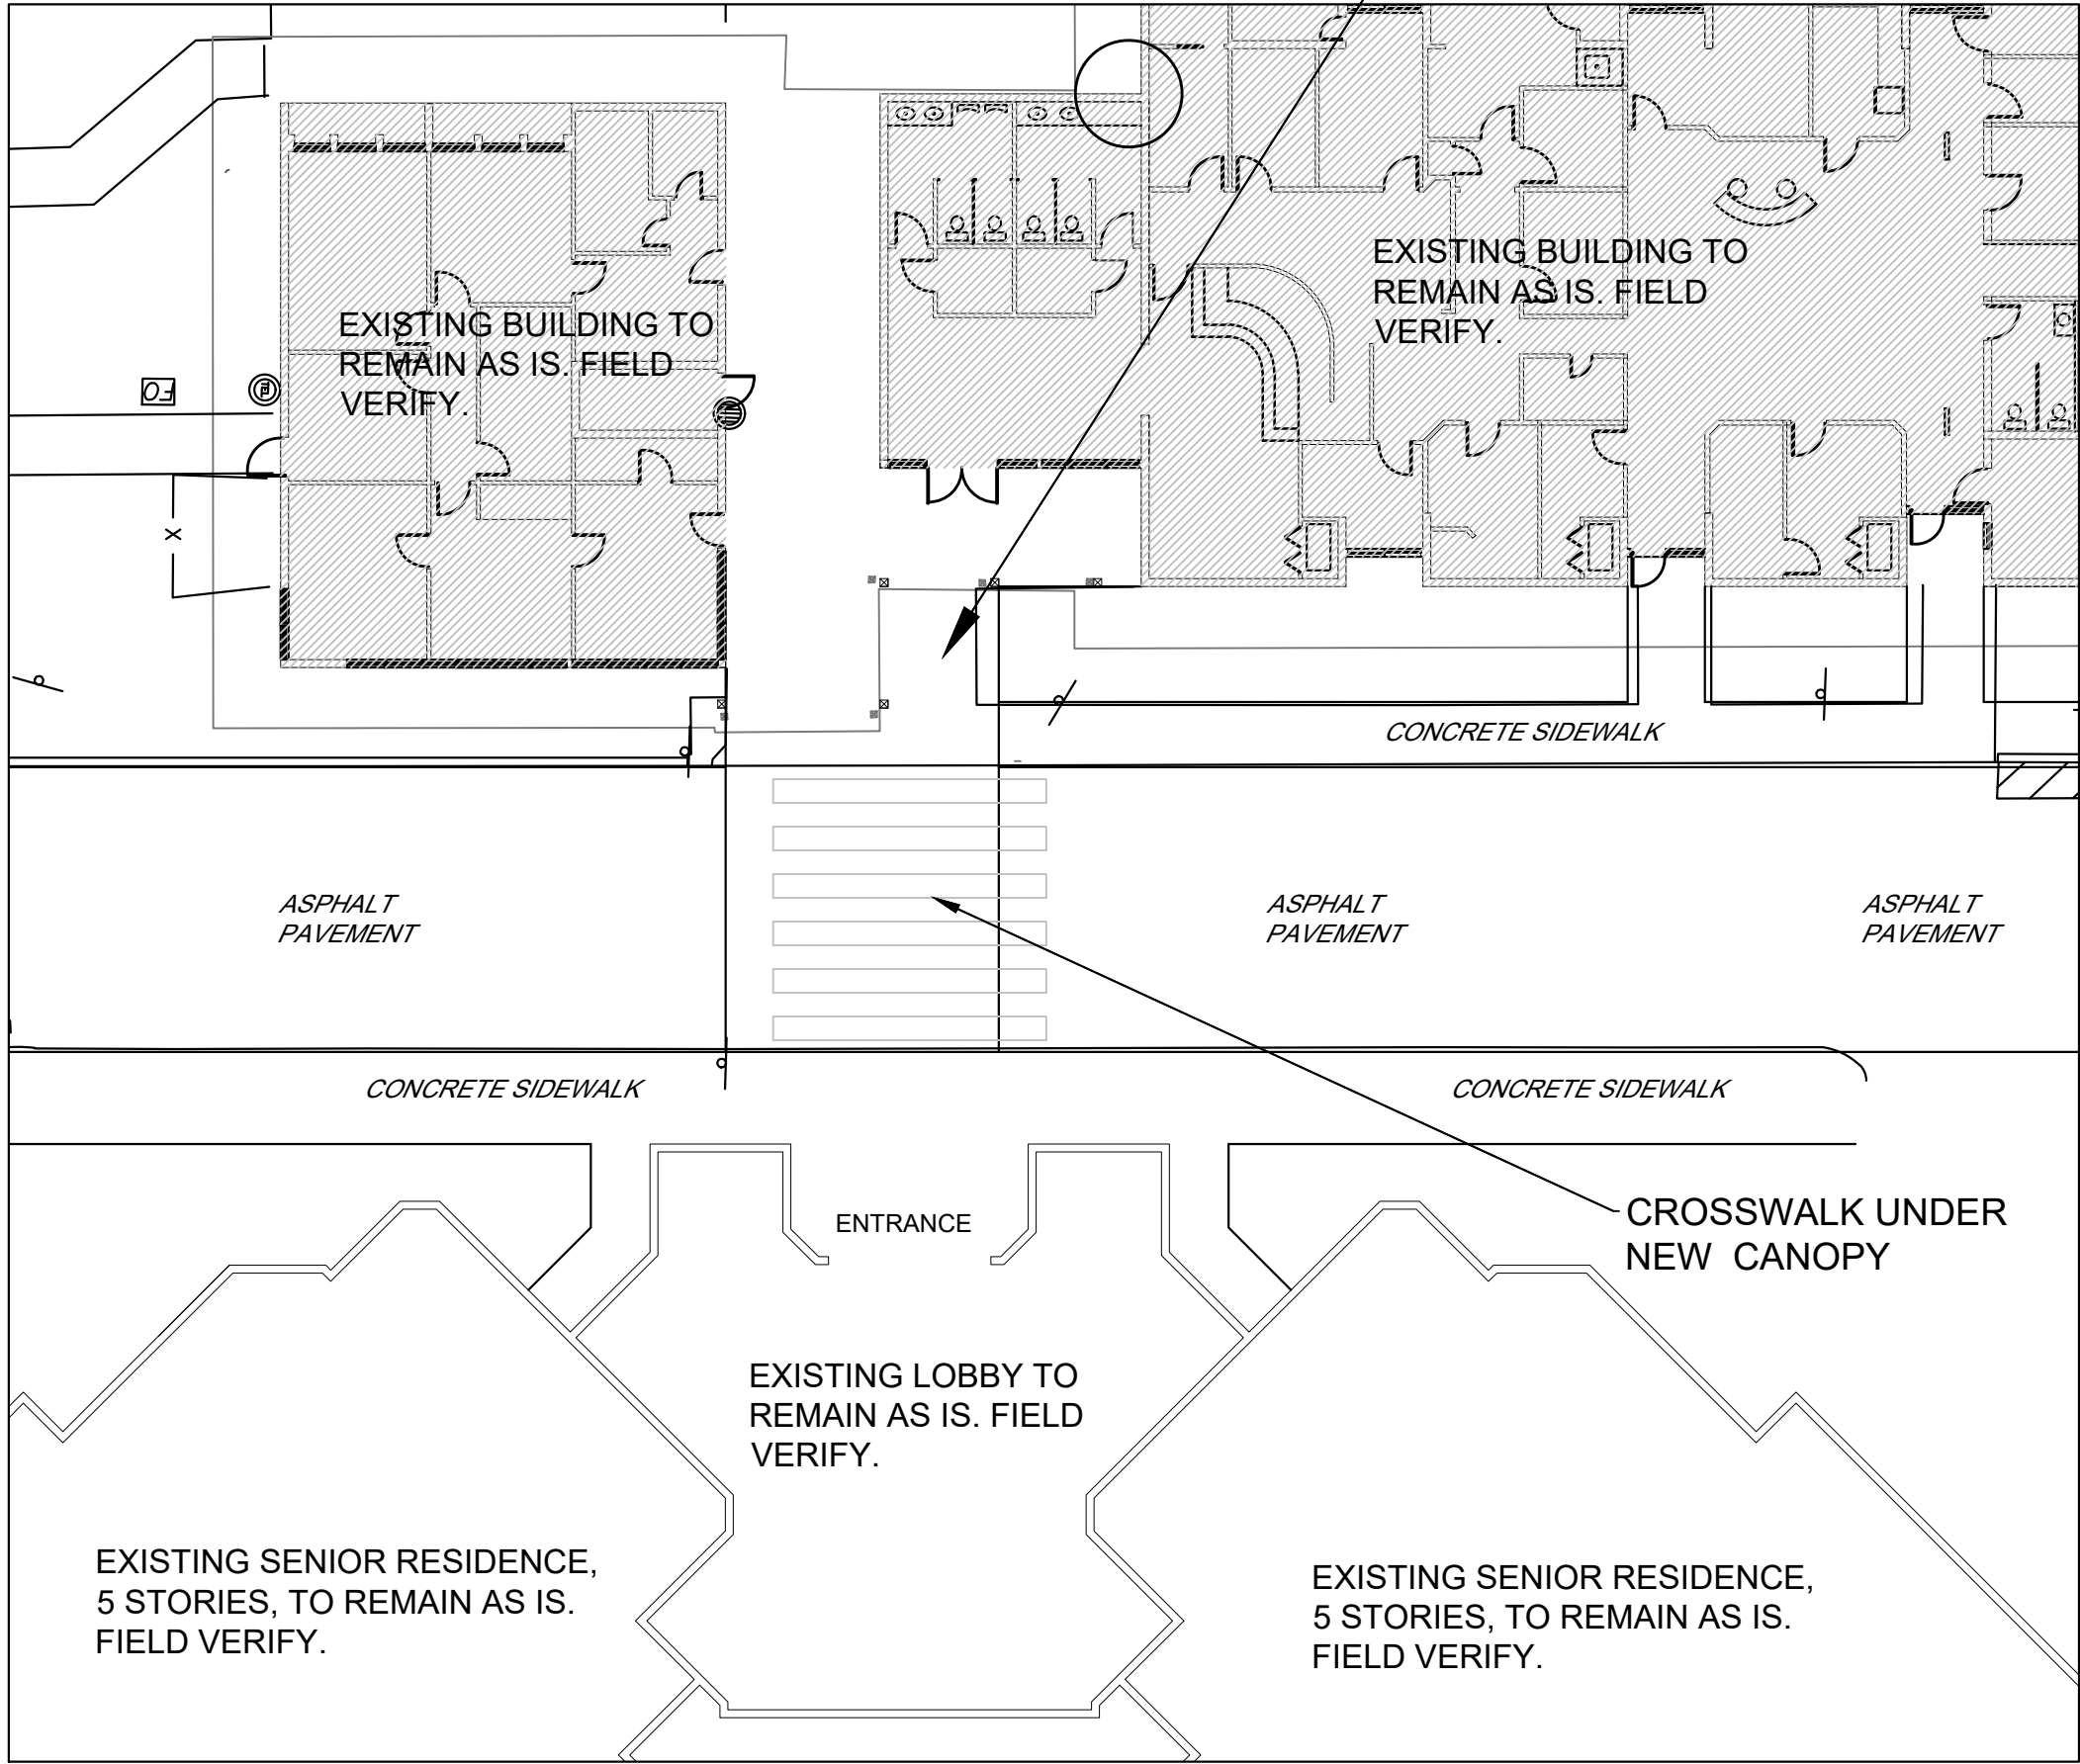 EXISTING BUILDING TO
REMAIN AS IS. FIELD
VERIFY.
EXISTING BUILDING TO
REMAIN AS IS. FIELD
VERIFY.
FO
TEL
X
CONCRETE SIDEWALK
ASPHALT
PAVEMENT
ASPHALT
PAVEMENT
ASPHALT
PAVEMENT
CONCRETE SIDEWALK
CONCRETE SIDEWALK
ENTRANCE
CROSSWALK UNDER
NEW CANOPY
EXISTING LOBBY TO
REMAIN AS IS. FIELD
VERIFY.
EXISTING SENIOR RESIDENCE,
5 STORIES, TO REMAIN AS IS.
FIELD VERIFY.
EXISTING SENIOR RESIDENCE,
5 STORIES, TO REMAIN AS IS.
FIELD VERIFY.